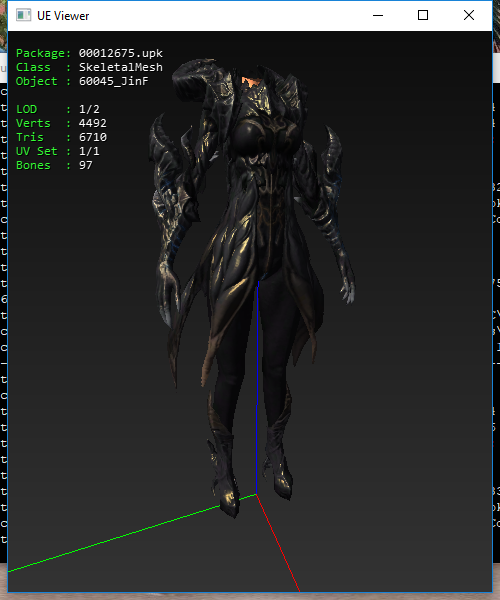 UE Viewer
Package: 00012675.upk
Class  : SkeletalMesh
Object : 60045_JinF
LOD    : 1/2
Verts  : 4492
Tris   : 6710
UV Set : 1/1
Bones  : 97